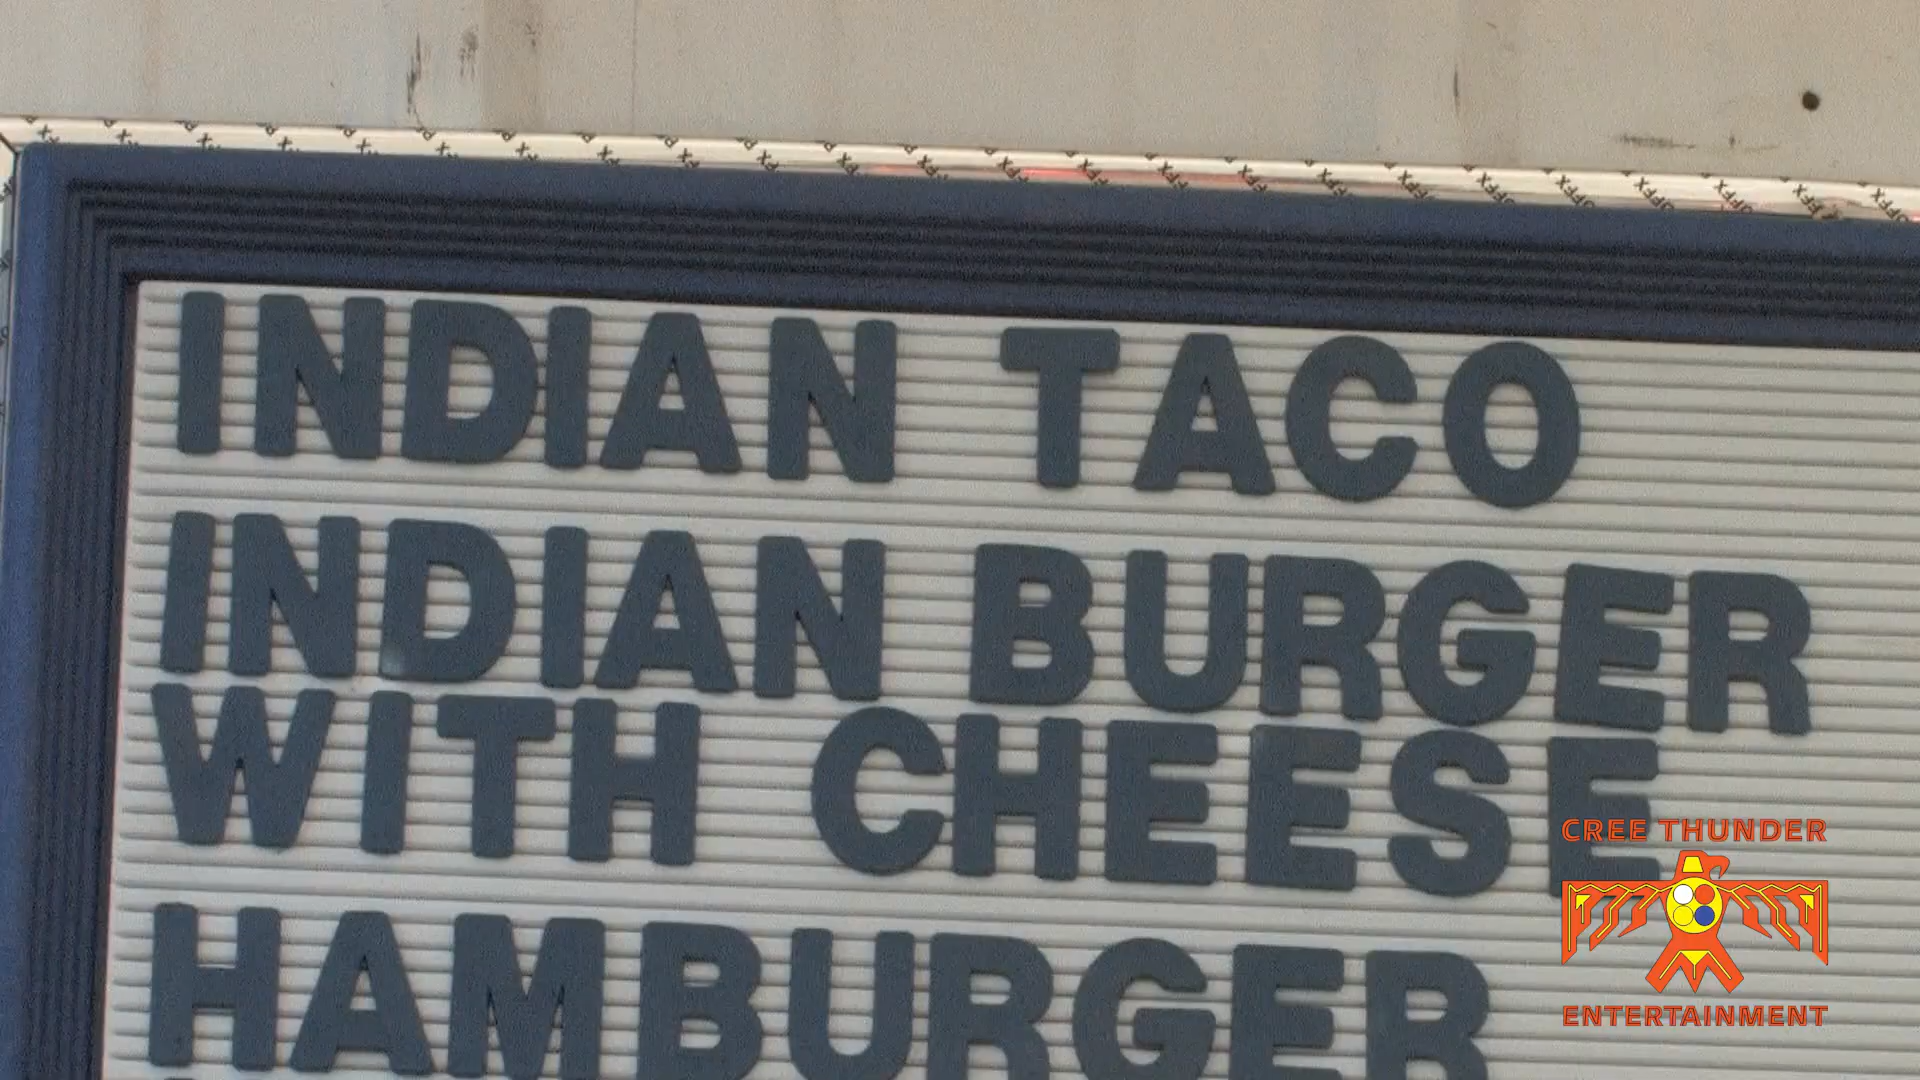 INDIAN TACO
INDIAN BURGER
WITH CHEESE
HAMBURGER
CREE THUNDER
ENTERTAINMENT